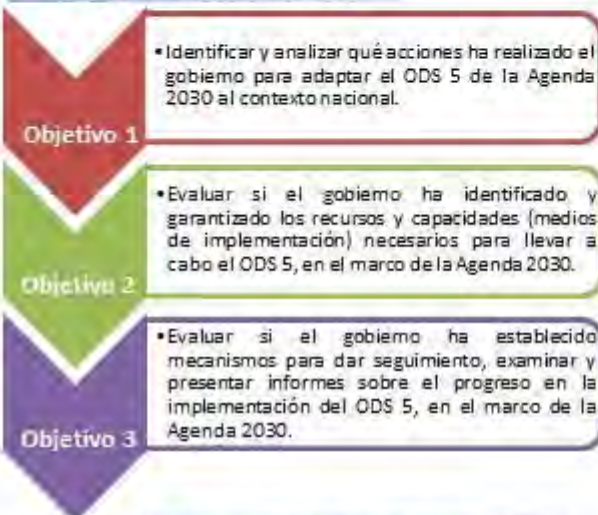 •Identificar y analizar qué acciones ha realizado el
gobierno para adaptar el ODS 5 de la Agenda
2030 al contexto nacional.
Objetivo 1
•Evaluar si el gobierno ha identificado y
garantizado los recursos y capacidades (medios
de implementación) necesarios para llevar a
cabo el ODS 5, en el marco de la Agenda 2030.
Objetivo 2
•Evaluar si el gobierno ha establecido
mecanismos para dar seguimiento, examinar y
presentar informes sobre el progreso en la
implementación del ODS 5, en el marco de la
Agenda 2030.
Objetivo 3